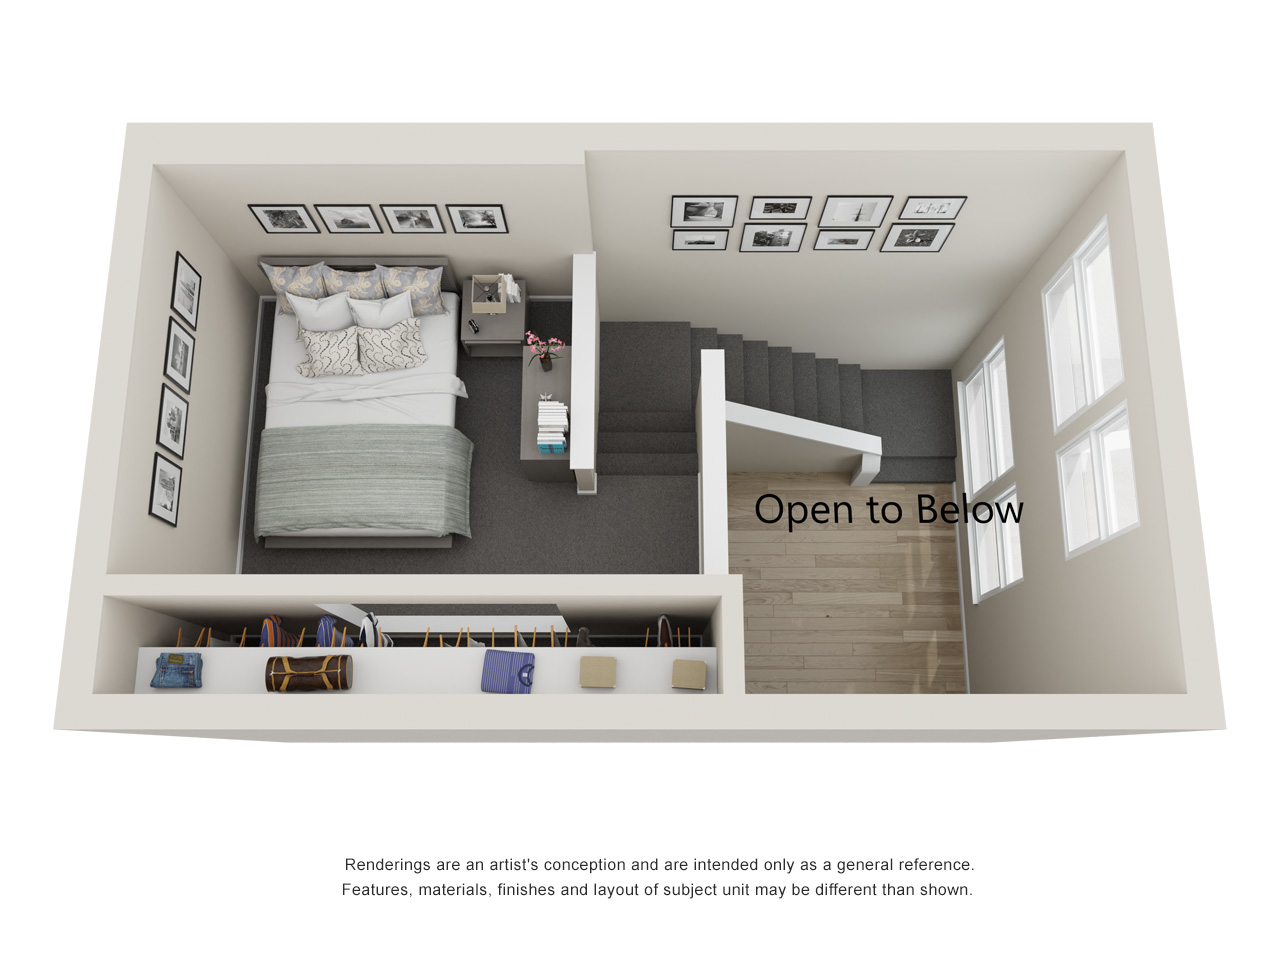 Open to Below
Renderings are an artist's conception and are intended only as a general reference.
Features, materials, finishes and layout of subject unit may be different than shown.